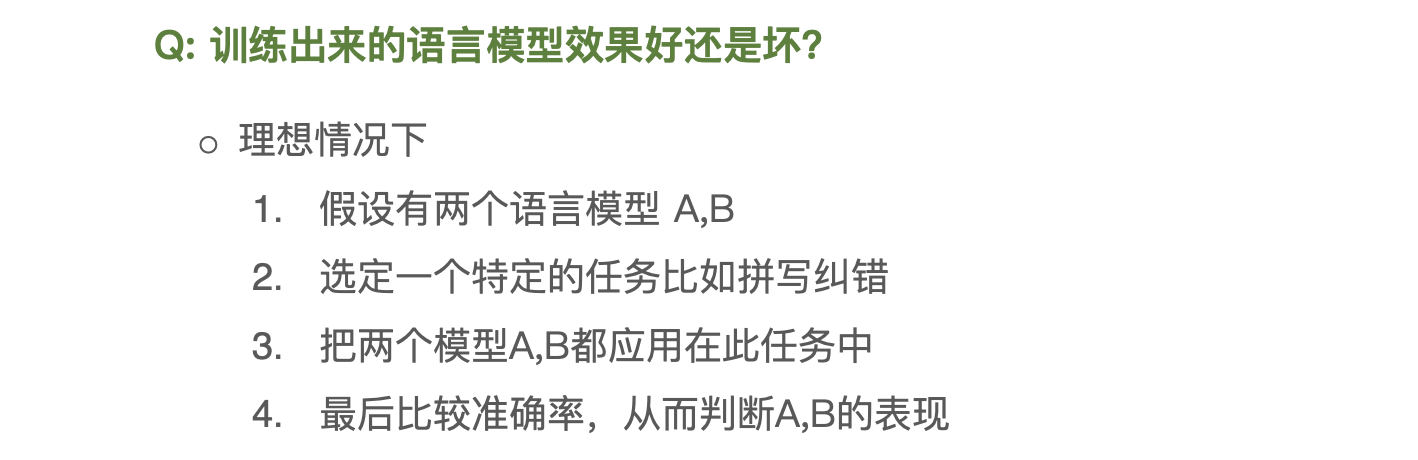 Q: 训练出来的语言模型效果好还是坏?
○ 理想情况下
1. 假设有两个语言模型 A,B
2. 选定一个特定的任务比如拼写纠错
3. 把两个模型A,B都应用在此任务中
4. 最后比较准确率，从而判断A,B的表现